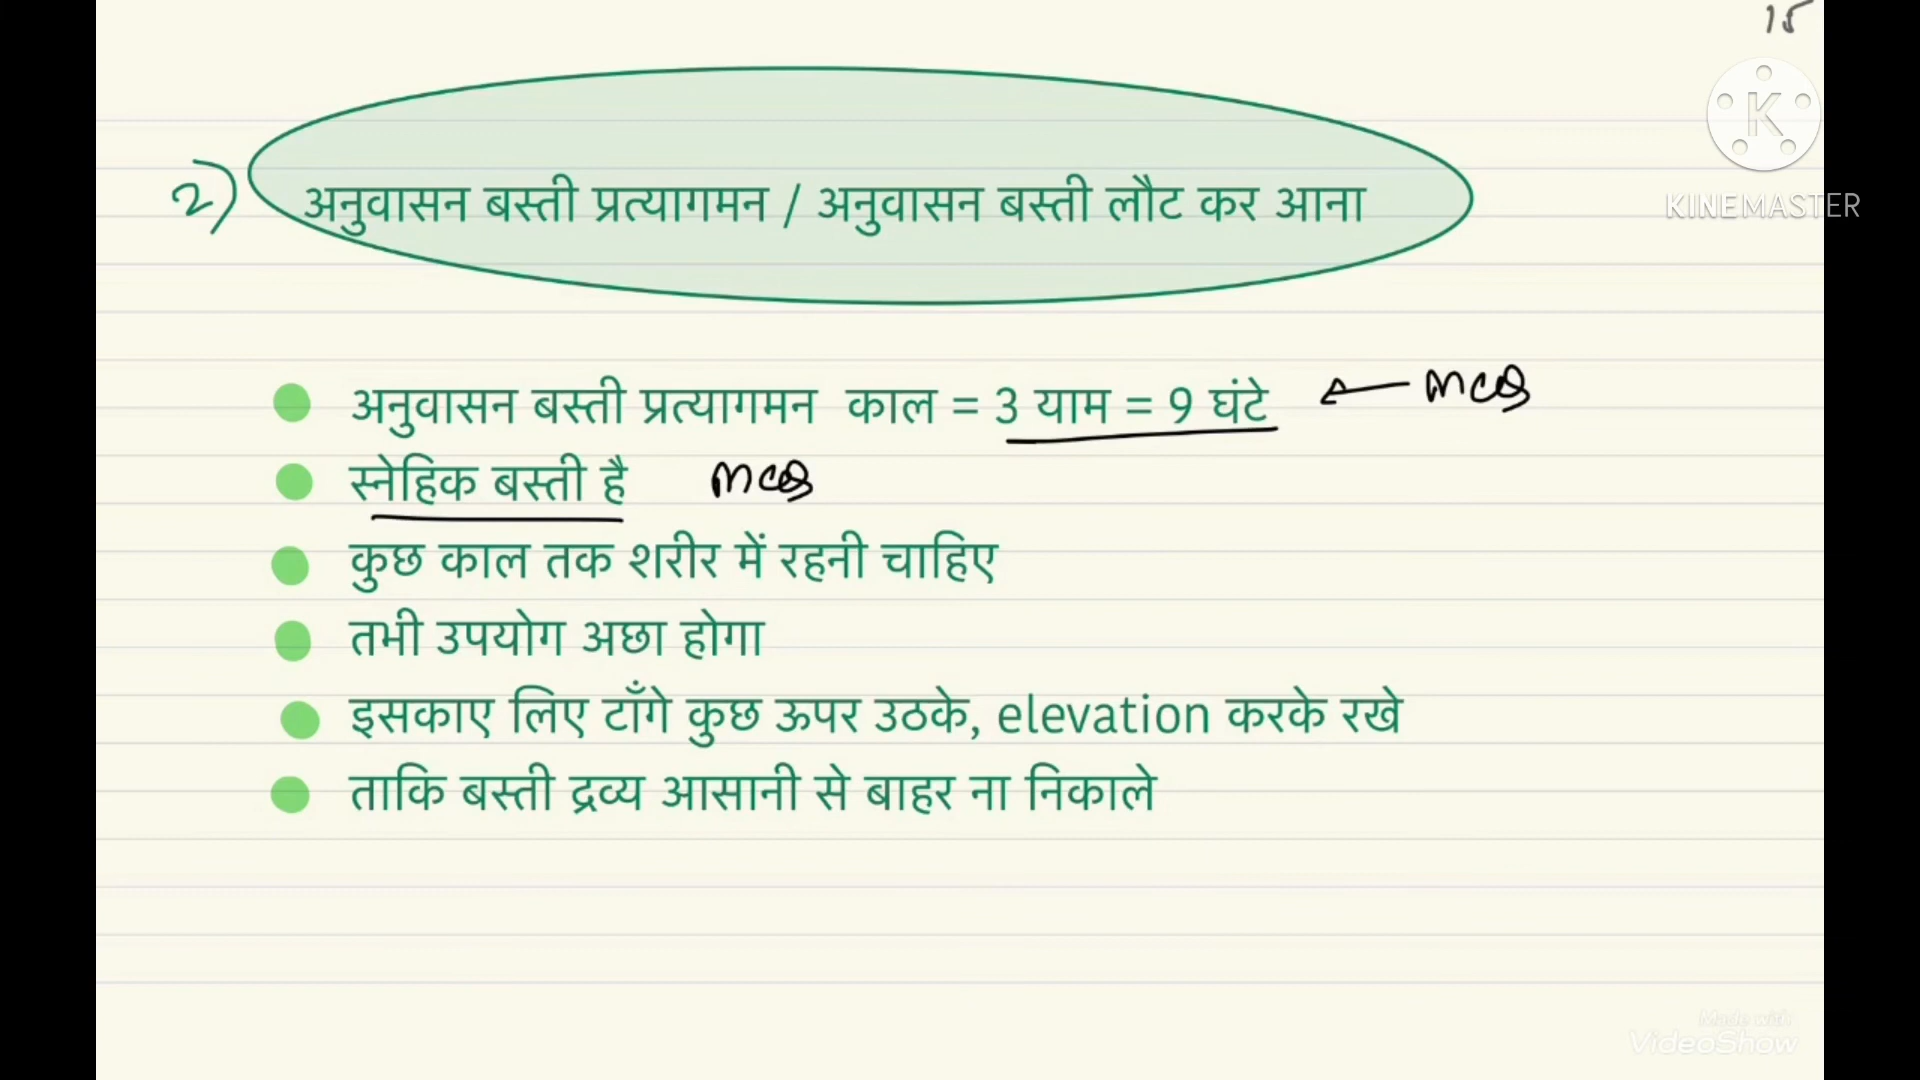 15
KINEMASTER
2) अनुवासन बस्ती प्रत्यागमन / अनुवासन बस्ती लौट कर आना
अनुवासन बस्ती प्रत्यागमन काल = 3 याम = 9 घंटे ← MCQ
स्नेहिक बस्ती है MCQ
कुछ काल तक शरीर में रहनी चाहिए
तभी उपयोग अछा होगा
इसकाए लिए टाँगे कुछ ऊपर उठके, elevation करके रखे
ताकि बस्ती द्रव्य आसानी से बाहर ना निकाले
Made with
VideoShow